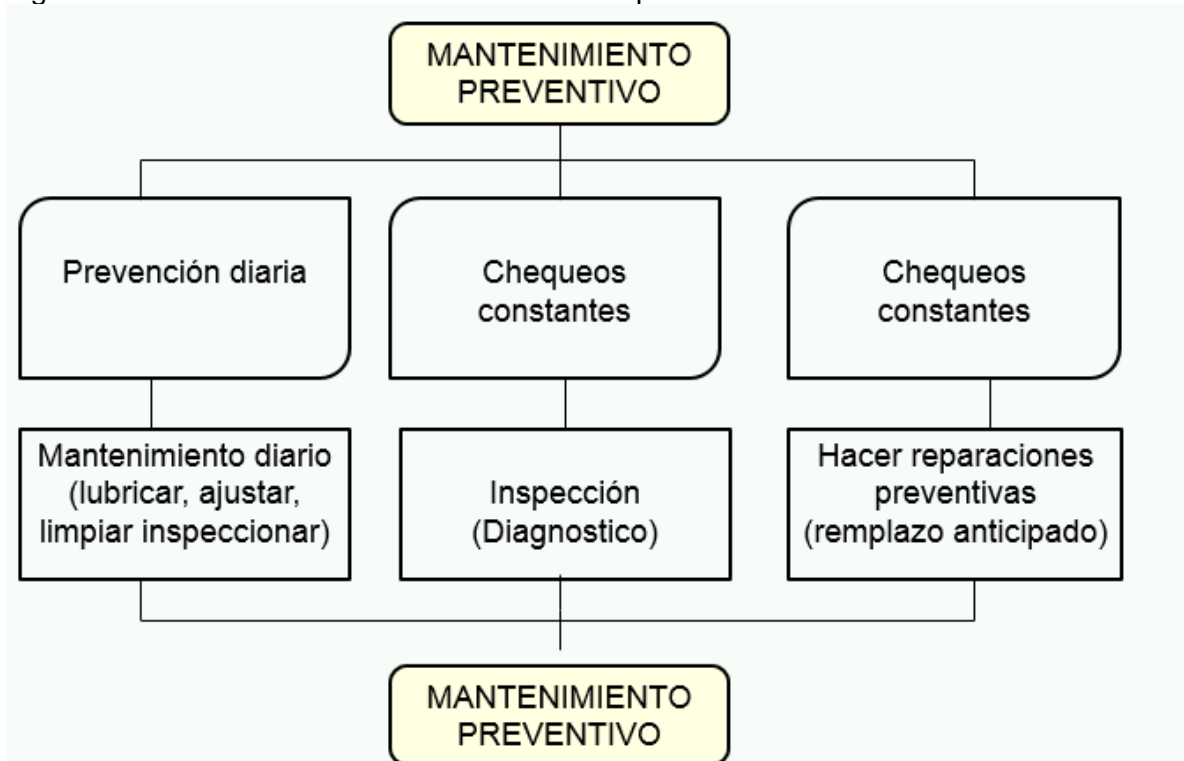 MANTENIMIENTO
PREVENTIVO
Prevención diaria
Chequeos
constantes
Chequeos
constantes
Mantenimiento diario
(lubricar, ajustar,
limpiar inspeccionar)
Inspección
(Diagnostico)
Hacer reparaciones
preventivas
(remplazo anticipado)
MANTENIMIENTO
PREVENTIVO